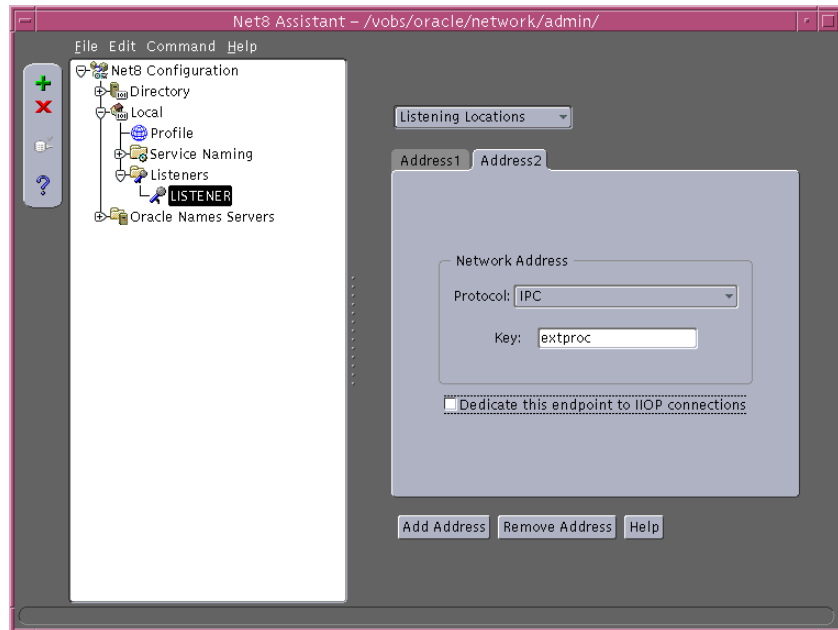 Net8 Assistant – /vobs/oracle/network/admin/
File Edit Command Help
Net8 Configuration
Directory
Local
Profile
Service Naming
Listeners
LISTENER
Oracle Names Servers
Listening Locations
Address1 Address2
Network Address
Protocol: IPC
Key: extproc
Dedicate this endpoint to IIOP connections
Add Address Remove Address Help